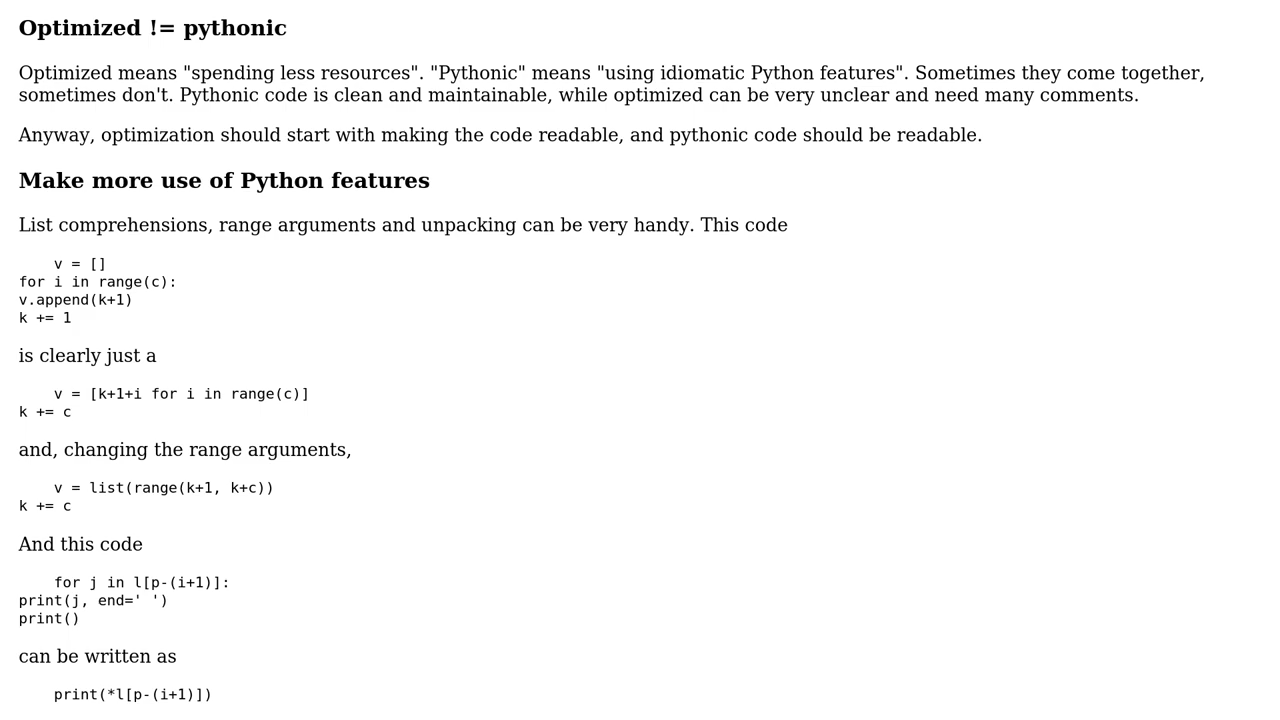 Optimized != pythonic
Optimized means "spending less resources". "Pythonic" means "using idiomatic Python features". Sometimes they come together,
sometimes don't. Pythonic code is clean and maintainable, while optimized can be very unclear and need many comments.
Anyway, optimization should start with making the code readable, and pythonic code should be readable.
Make more use of Python features
List comprehensions, range arguments and unpacking can be very handy. This code
    v = []
for i in range(c):
v.append(k+1)
k += 1
is clearly just a
    v = [k+1+i for i in range(c)]
k += c
and, changing the range arguments,
    v = list(range(k+1, k+c))
k += c
And this code
    for j in l[p-(i+1)]:
print(j, end=' ')
print()
can be written as
    print(*l[p-(i+1)])